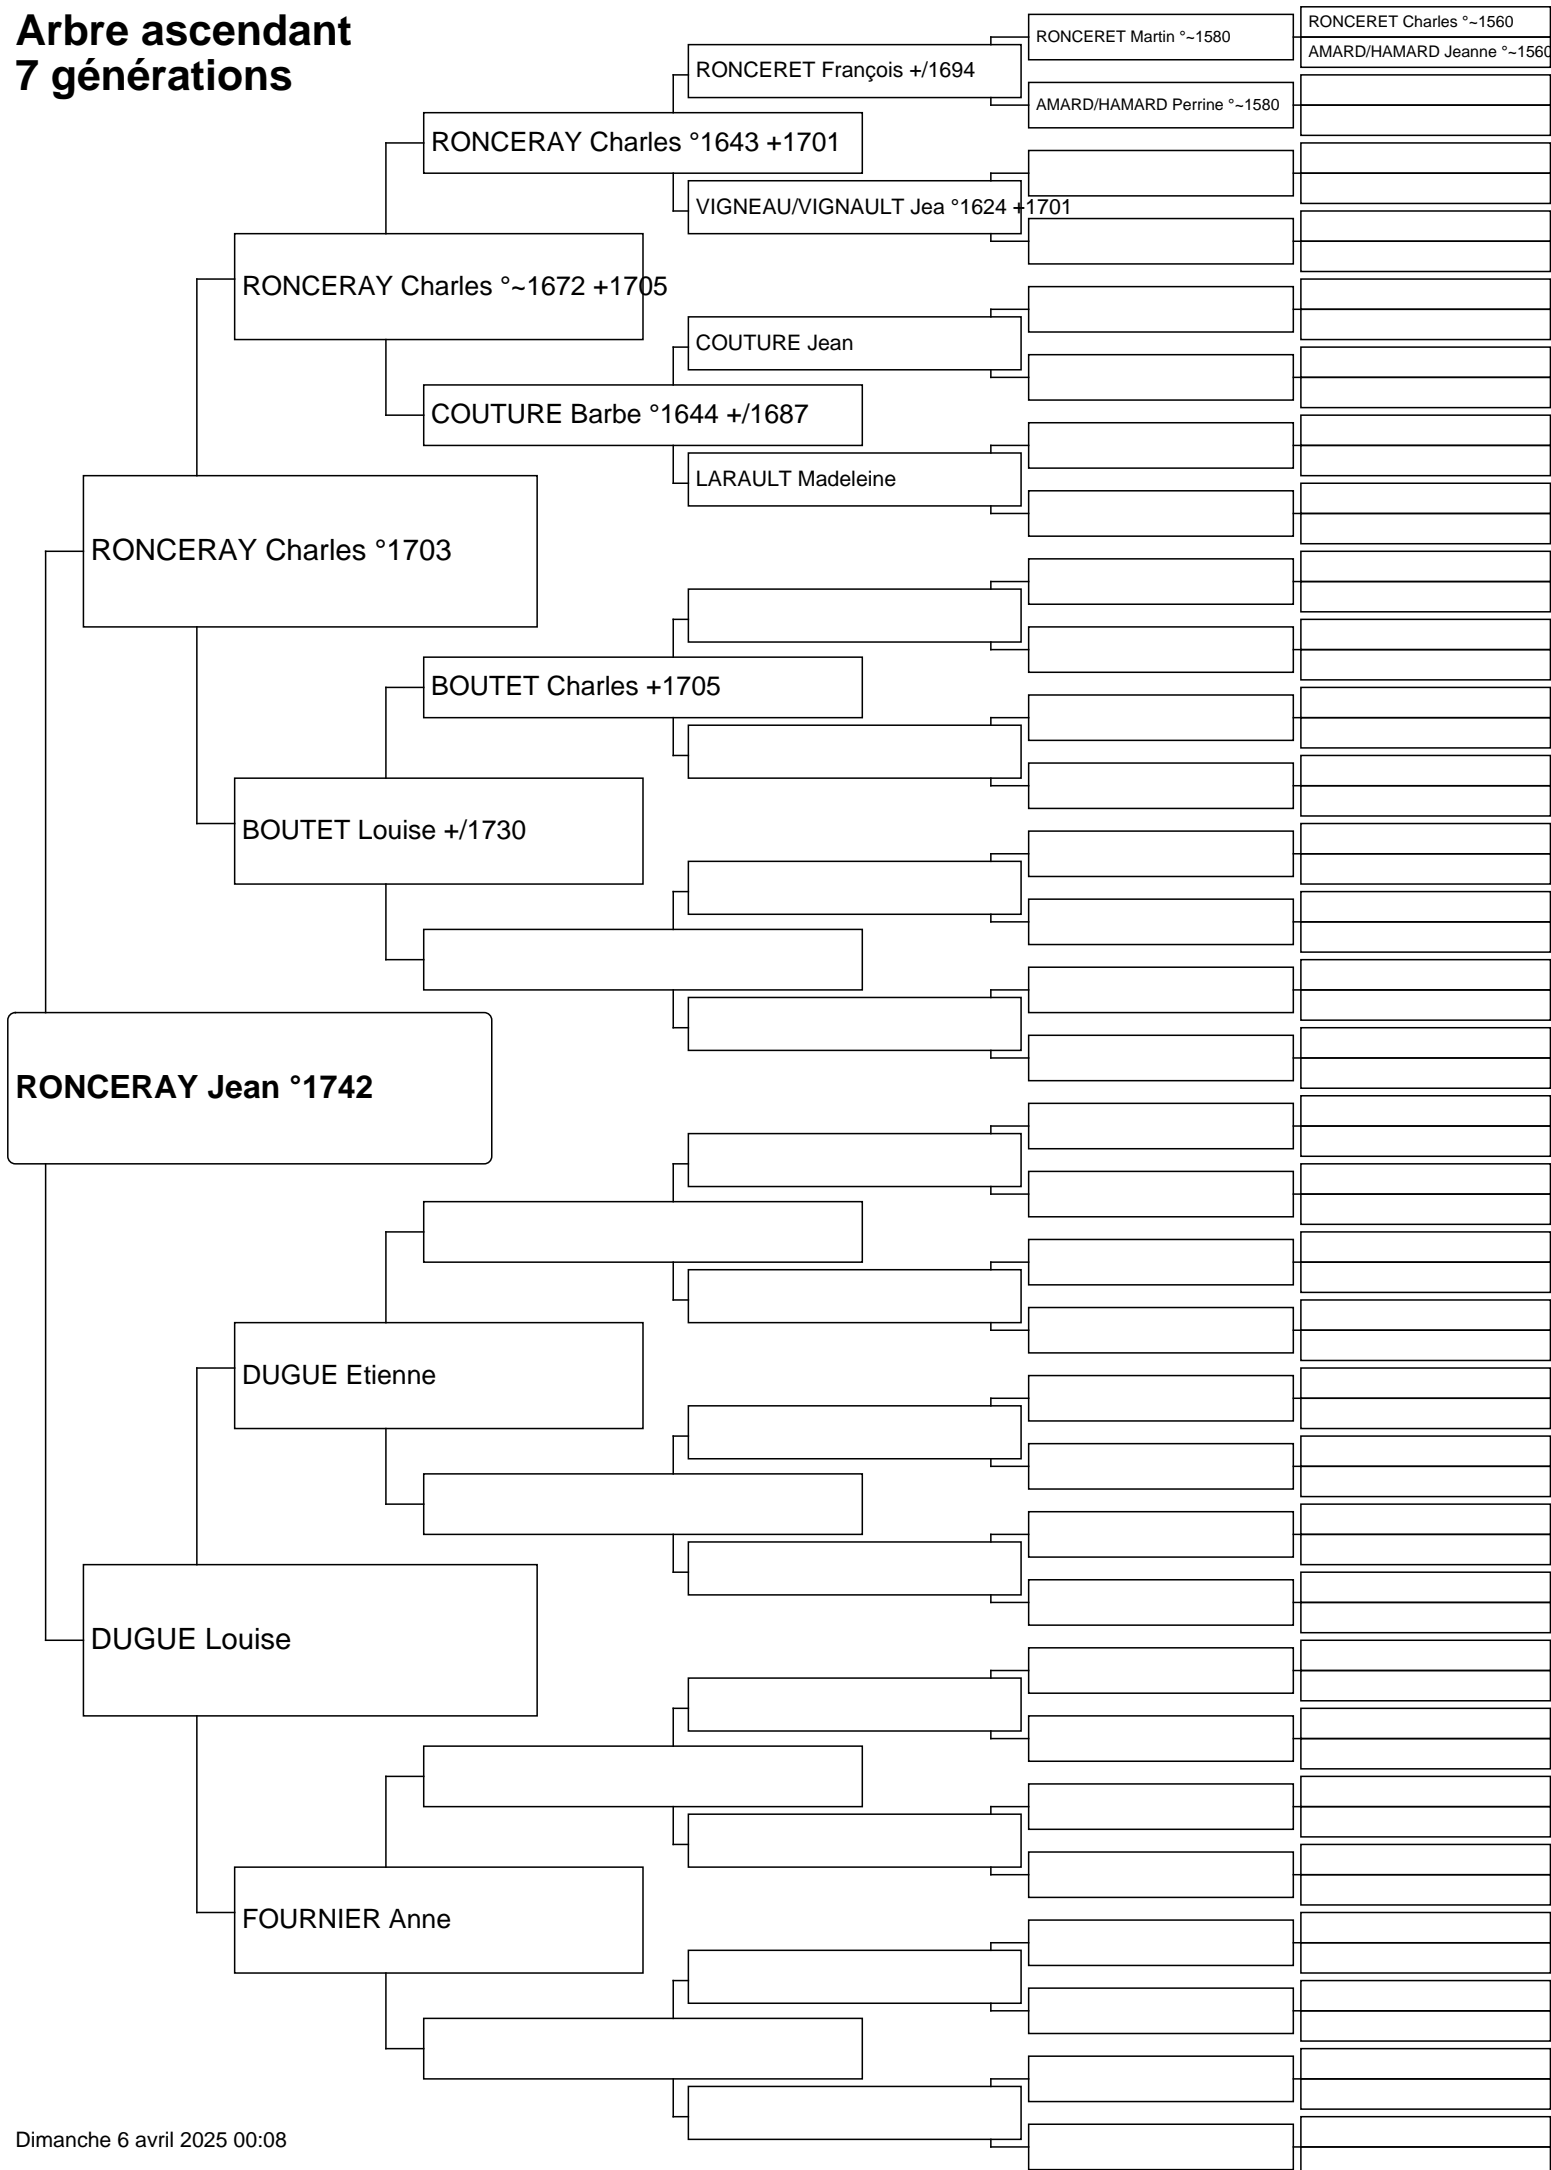 Arbre ascendant
7 générations
RONCERET Charles °~1560
RONCERET Martin °~1580
AMARD/HAMARD Jeanne °~1560
RONCERET François +/1694
AMARD/HAMARD Perrine °~1580
RONCERAY Charles °1643 +1701
VIGNEAU/VIGNAULT Jea °1624 +1701
RONCERAY Charles °~1672 +1705
COUTURE Jean
COUTURE Barbe °1644 +/1687
LARAULT Madeleine
RONCERAY Charles °1703
BOUTET Charles +1705
BOUTET Louise +/1730
RONCERAY Jean °1742
DUGUE Etienne
DUGUE Louise
FOURNIER Anne
Dimanche 6 avril 2025 00:08